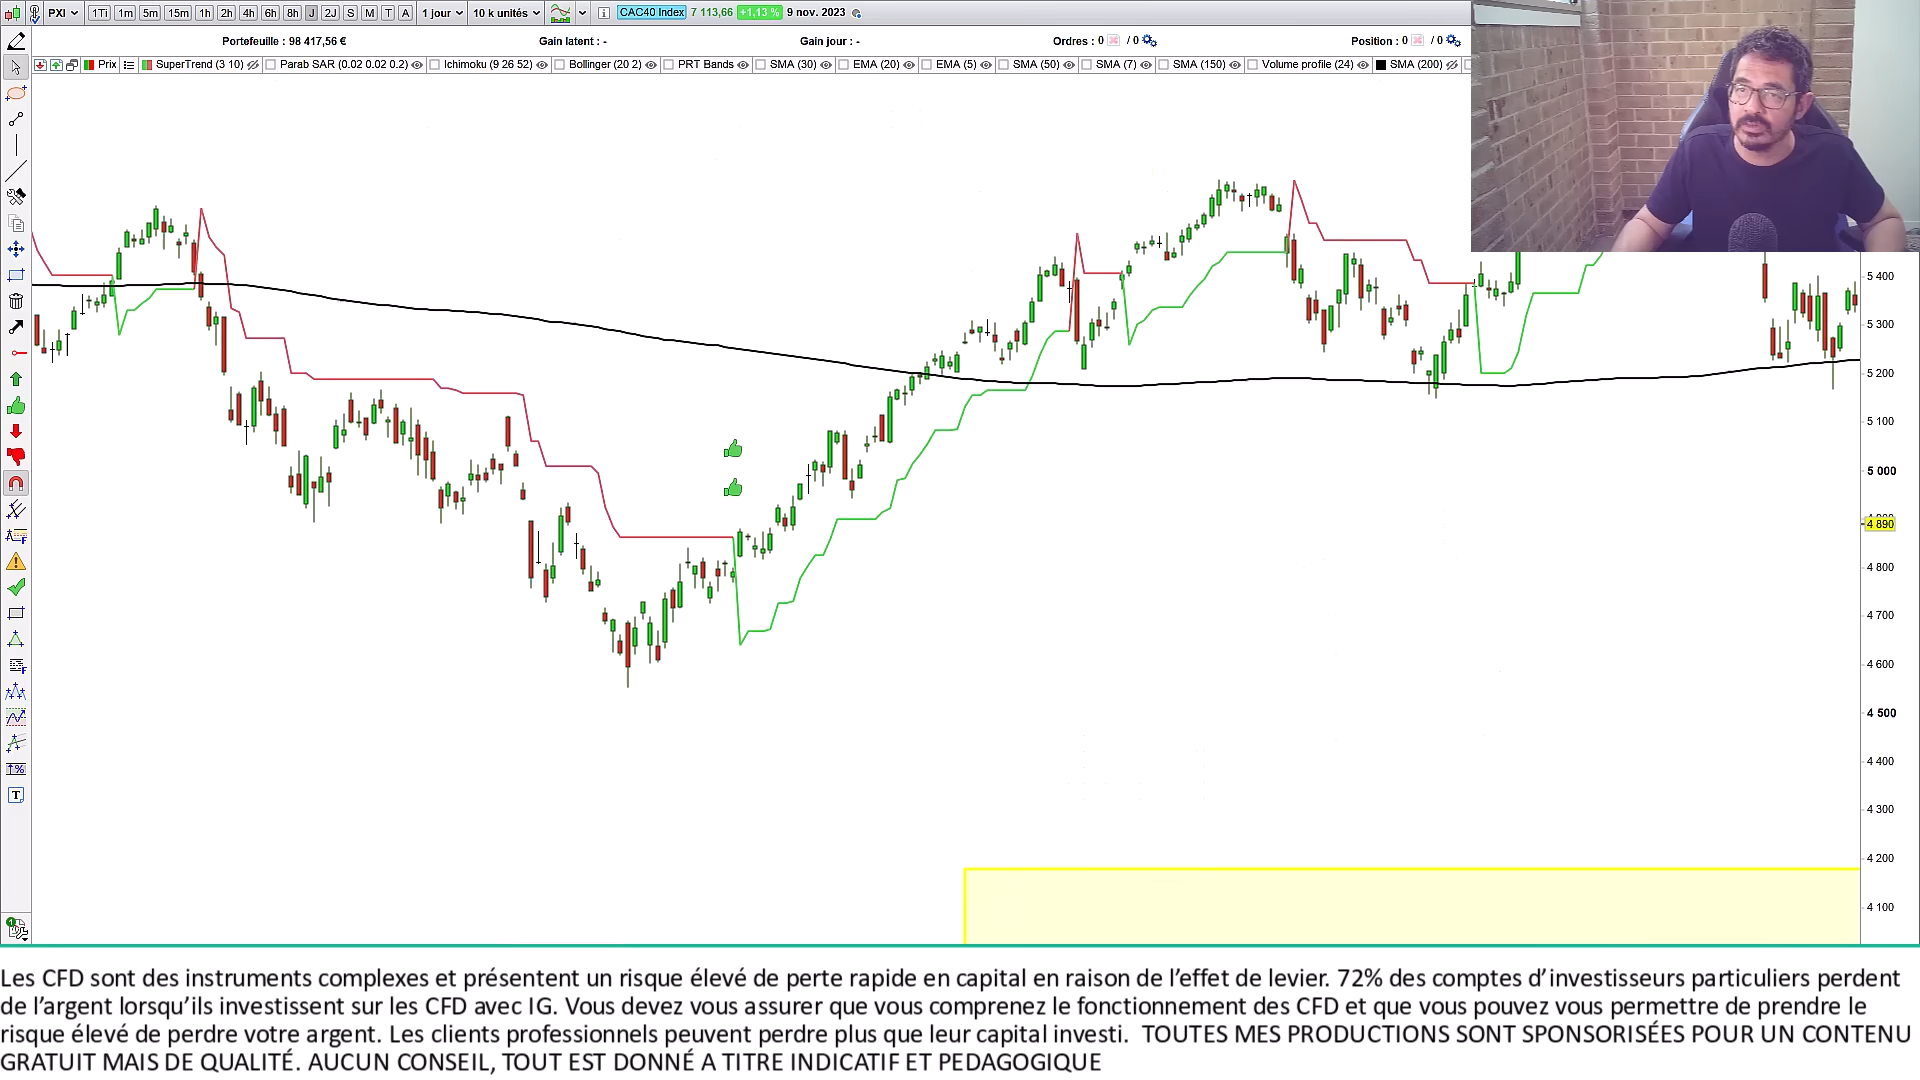 PXI 1Ti 1m 5m 15m 1h 2h 4h 6h 8h J 2J S M T A 1 jour 10 k unités CAC40 Index 7 113,66 +1,13 % 9 nov. 2023
Portefeuille : 98 417,56 € Gain latent : - Gain jour : - Ordres : 0 / 0 Position : 0 / 0
Prix SuperTrend (3 10) Parab SAR (0.02 0.02 0.2) Ichimoku (9 26 52) Bollinger (20 2) PRT Bands SMA (30) EMA (20) EMA (5) SMA (50) SMA (7) SMA (150) Volume profile (24) SMA (200)
5 400
5 300
5 200
5 100
5 000
4 890
4 800
4 700
4 600
4 500
4 400
4 300
4 200
4 100
Les CFD sont des instruments complexes et présentent un risque élevé de perte rapide en capital en raison de l’effet de levier. 72% des comptes d’investisseurs particuliers perdent
de l’argent lorsqu’ils investissent sur les CFD avec IG. Vous devez vous assurer que vous comprenez le fonctionnement des CFD et que vous pouvez vous permettre de prendre le
risque élevé de perdre votre argent. Les clients professionnels peuvent perdre plus que leur capital investi. TOUTES MES PRODUCTIONS SONT SPONSORISÉES POUR UN CONTENU
GRATUIT MAIS DE QUALITÉ. AUCUN CONSEIL, TOUT EST DONNÉ A TITRE INDICATIF ET PEDAGOGIQUE